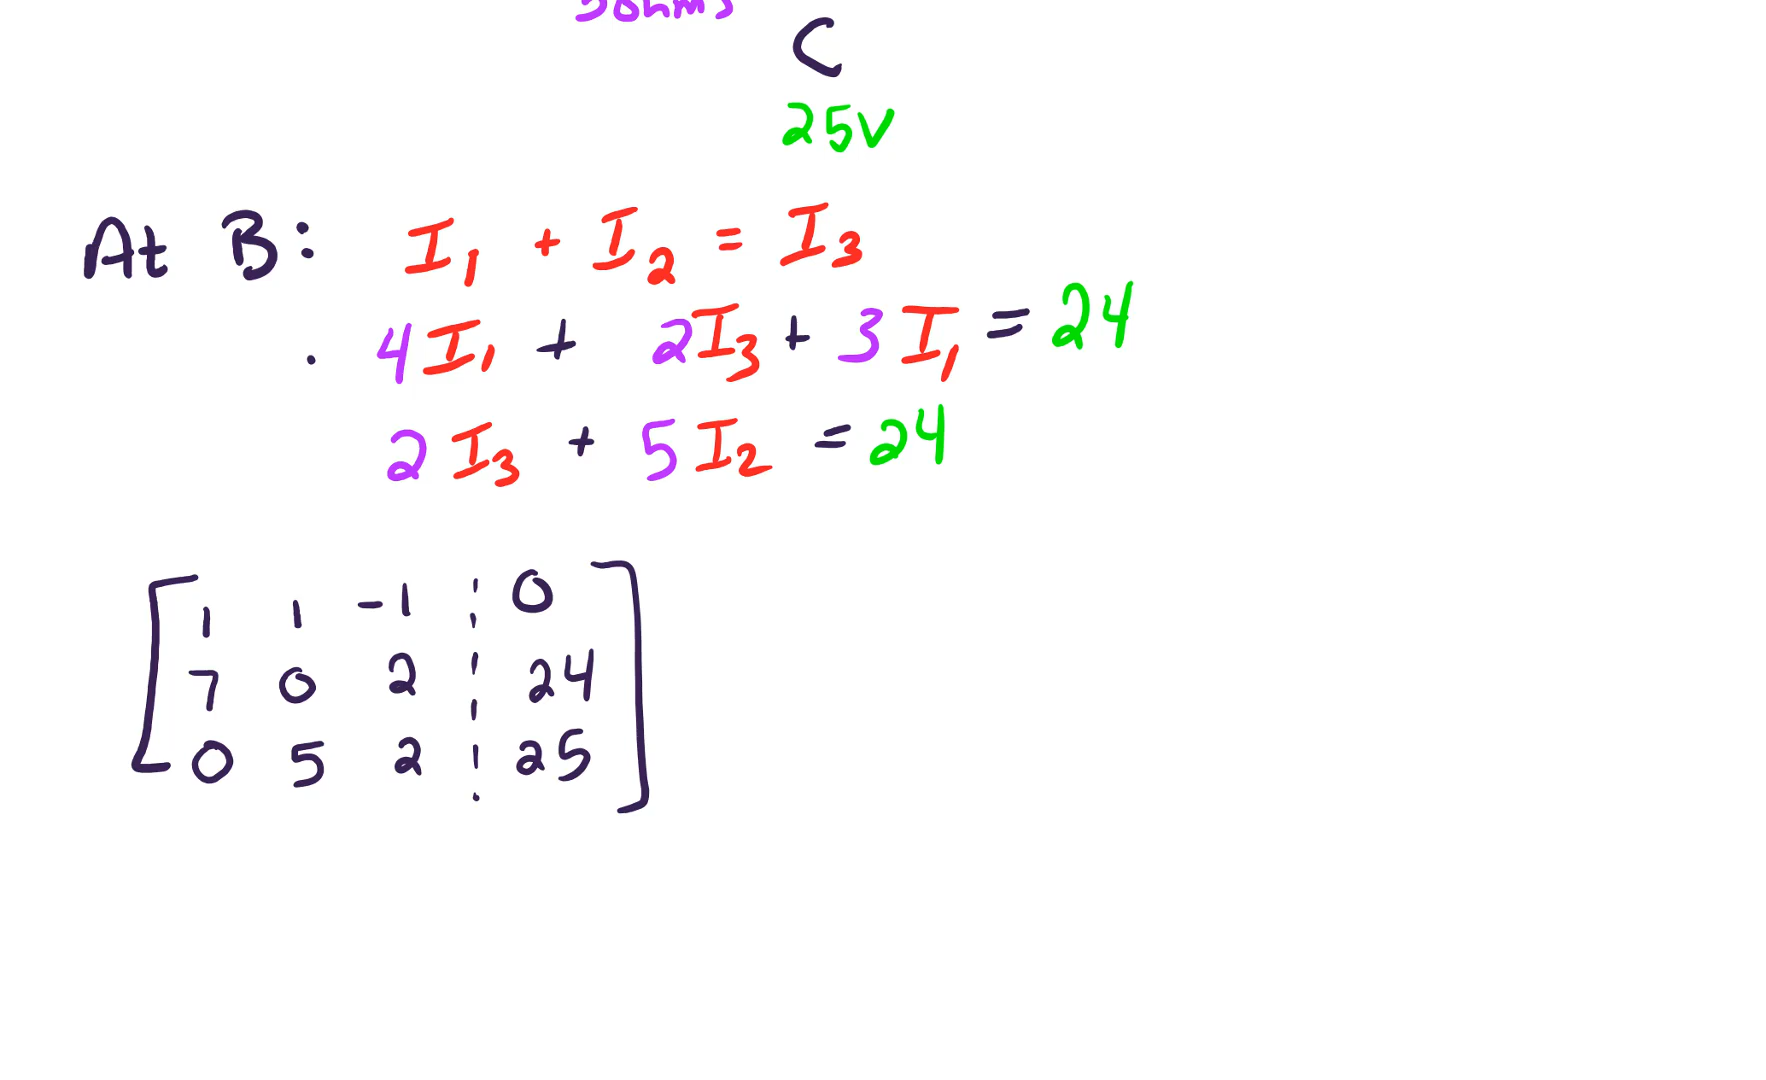 C
25V
At B: I₁ + I₂ = I₃
. 4I₁ + 2I₃ + 3I₁ = 24
2I₃ + 5I₂ = 24
1 1 -1 0
7 0 2 24
0 5 2 25